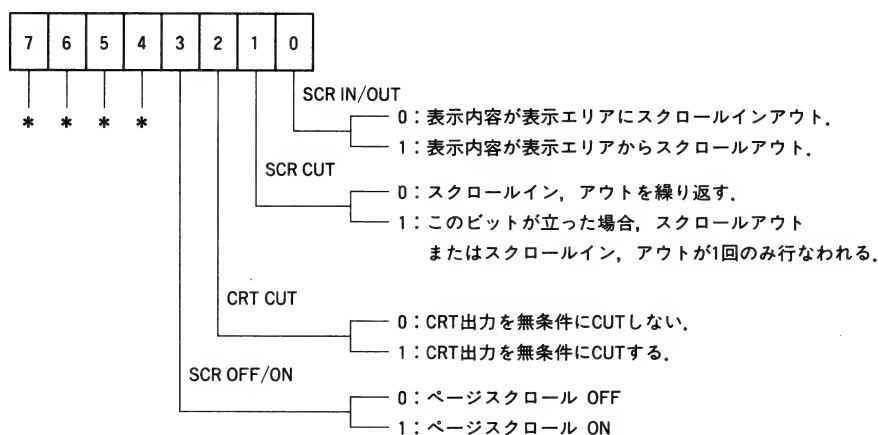 7 6 5 4 3 2 1 0
* * * *
SCR IN/OUT
0：表示内容が表示エリアにスクロールインアウト．
1：表示内容が表示エリアからスクロールアウト．
SCR CUT
0：スクロールイン，アウトを繰り返す．
1：このビットが立った場合，スクロールアウト
またはスクロールイン，アウトが1回のみ行なわれる．
CRT CUT
0：CRT出力を無条件にCUTしない．
1：CRT出力を無条件にCUTする．
SCR OFF/ON
0：ページスクロール OFF
1：ページスクロール ON